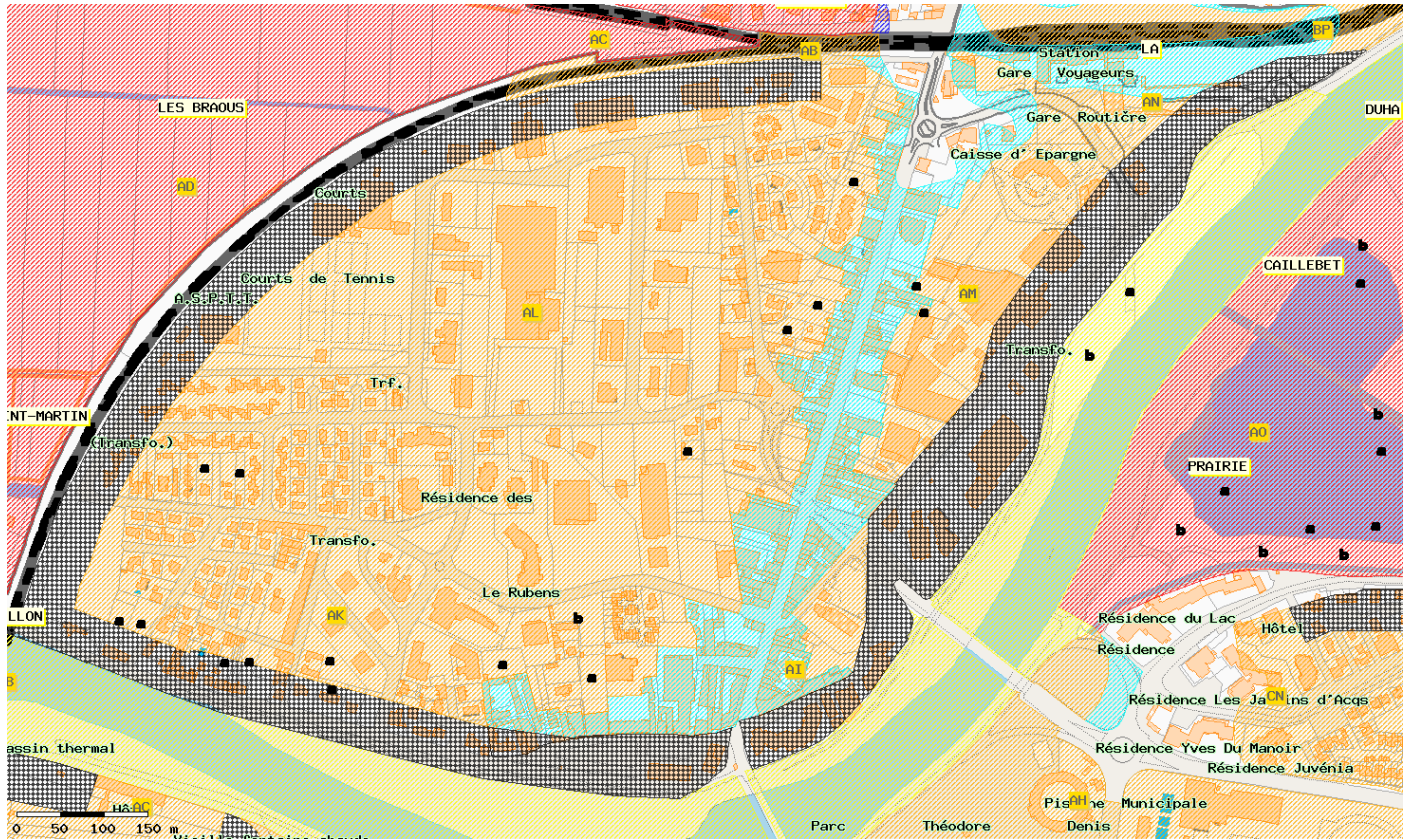 AC
AB
Station
LA
BP
Gare Voyageurs
LES BRAOUS
AN
DUHA
Gare Routičre
Caisse d' Epargne
AD
a
Courts
b
CAILLEBET
Courts de Tennis
a
a
a
AM
A.S.P.T.T.
a
AL
a
a
Transfo.
b
Trf.
INT-MARTIN
b
AO
(Transfo.)
a
a
PRAIRIE
a
a
a
Résidence des
b
a
a
Transfo.
b
b
Le Rubens
LLON
AK
a
a
b
Résidence du Lac
Hôtel
Résidence
a
a
a
a
AI
B
a
a
CN
Résidence Les Ja ins d'Acqs
assin thermal
Résidence Yves Du Manoir
Résidence Juvénia
AC
AH
Municipale
0 50 100 150 m
Parc Théodore Denis